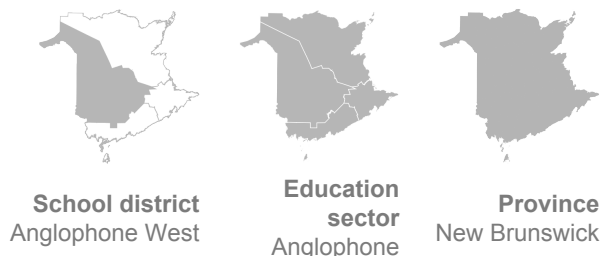 School district
Anglophone West
Education
sector
Anglophone
Province
New Brunswick